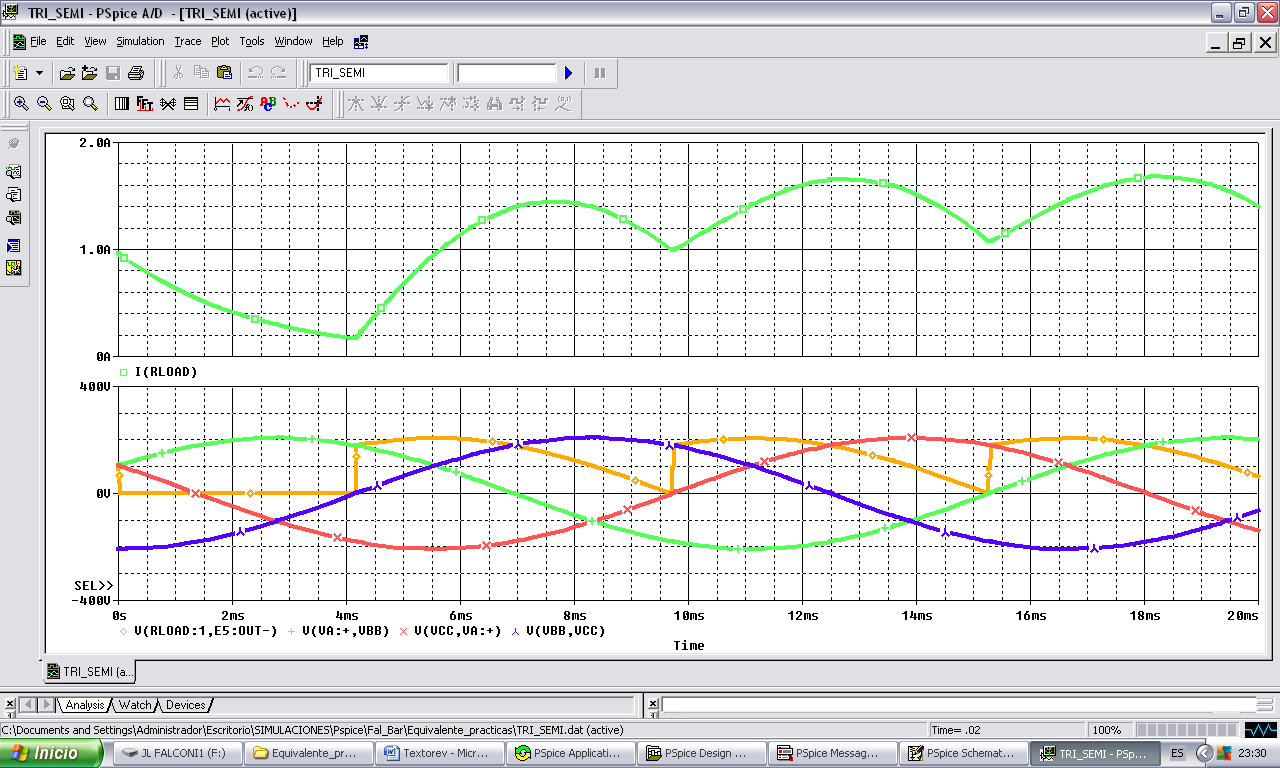 TRI_SEMI - PSpice A/D - [TRI_SEMI (active)]
File Edit View Simulation Trace Plot Tools Window Help
TRI_SEMI
FFT ABC
2.0A
1.0A
0A
I(RLOAD)
400V
0V
SEL>>
-400V
0s 2ms 4ms 6ms 8ms 10ms 12ms 14ms 16ms 18ms 20ms
V(RLOAD:1,E5:OUT-) V(VA:+,VBB) V(VCC,VA:+) V(VBB,VCC)
Time
TRI_SEMI (a...
Analysis Watch Devices
C:\Documents and Settings\Administrador\Escritorio\SIMULACIONES\Pspice\Fal_Bar\Equivalente_practicas\TRI_SEMI.dat (active) Time= .02 100%
Inicio JL FALCONI1 (F:) Equivalente_pr... Textorev - Micr... PSpice Applicati... PSpice Design ... PSpice Messag... PSpice Schemat... TRI_SEMI - PSp... ES 23:30